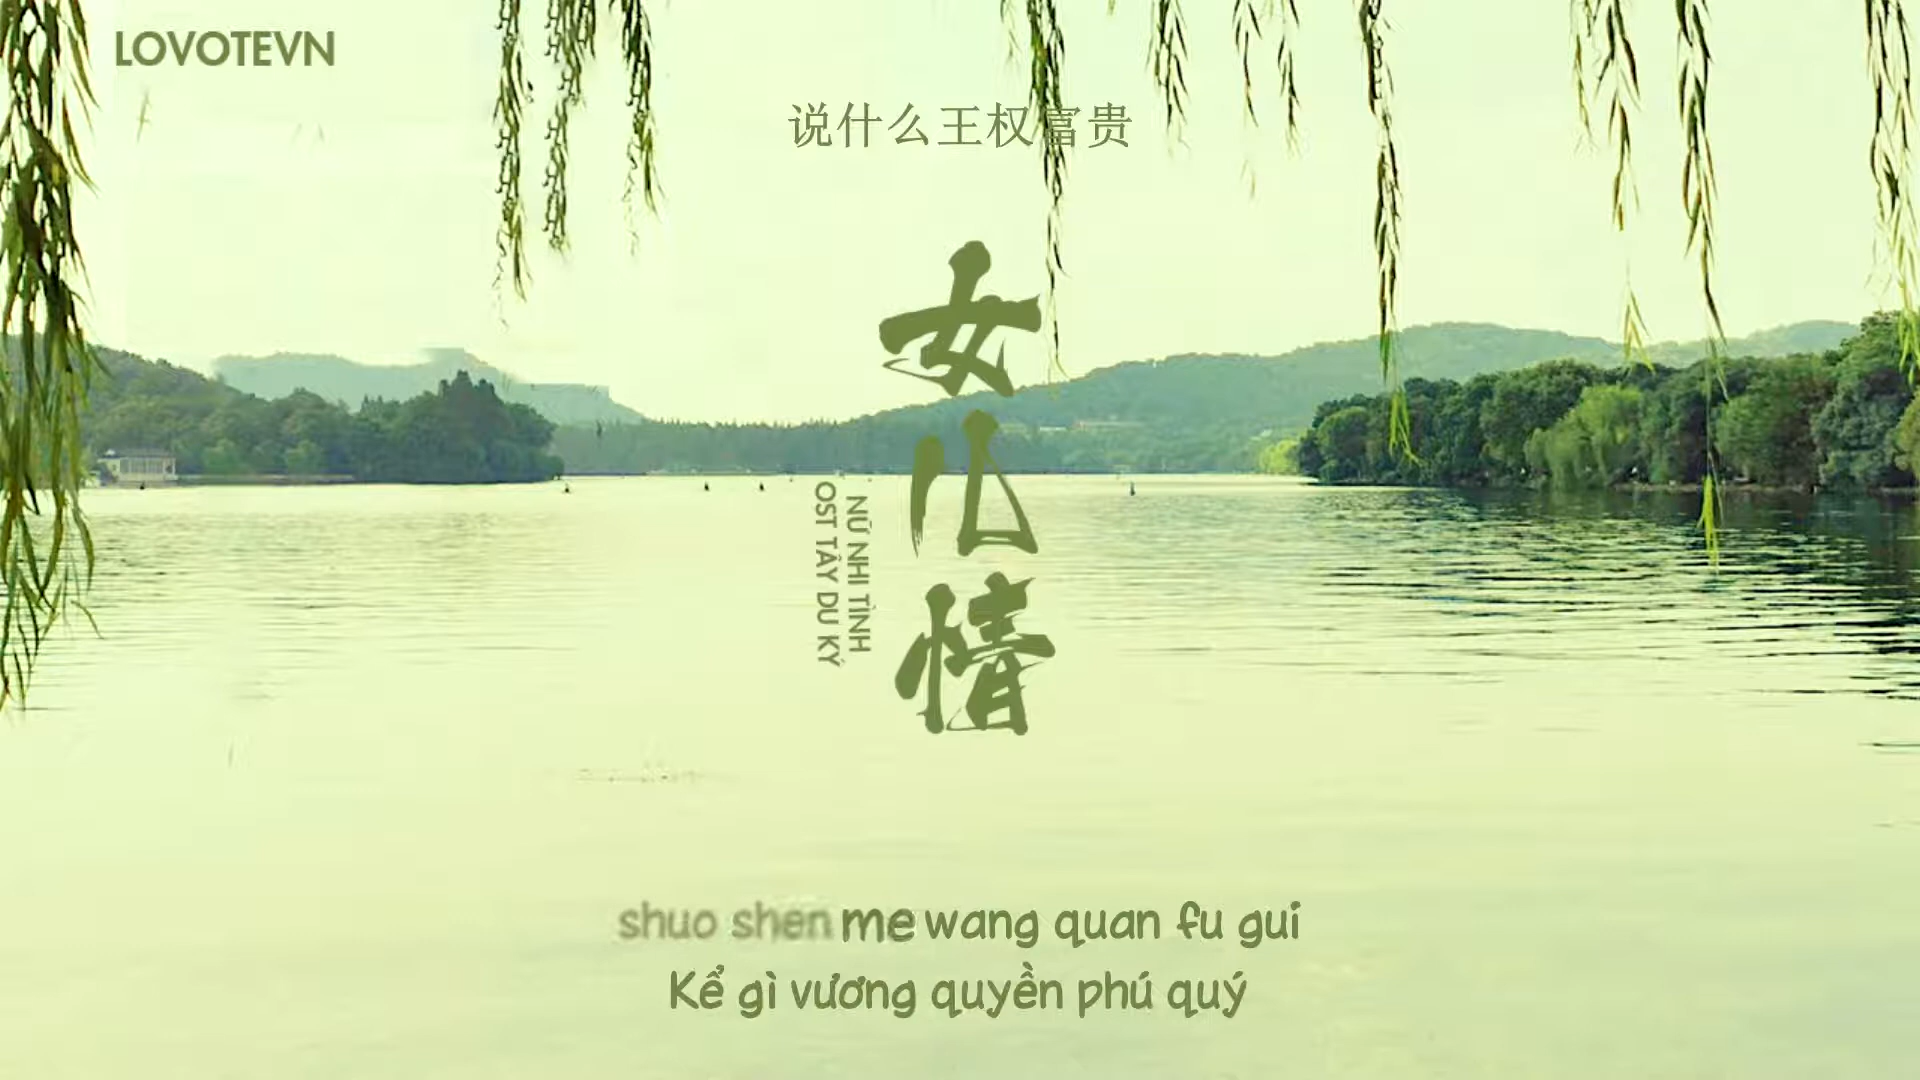 LOVOTEVN
说什么王权富贵
女儿情
NỮ NHI TÌNH
OST TÂY DU KÝ
shuo shen me wang quan fu gui
Kể gì vương quyền phú quý